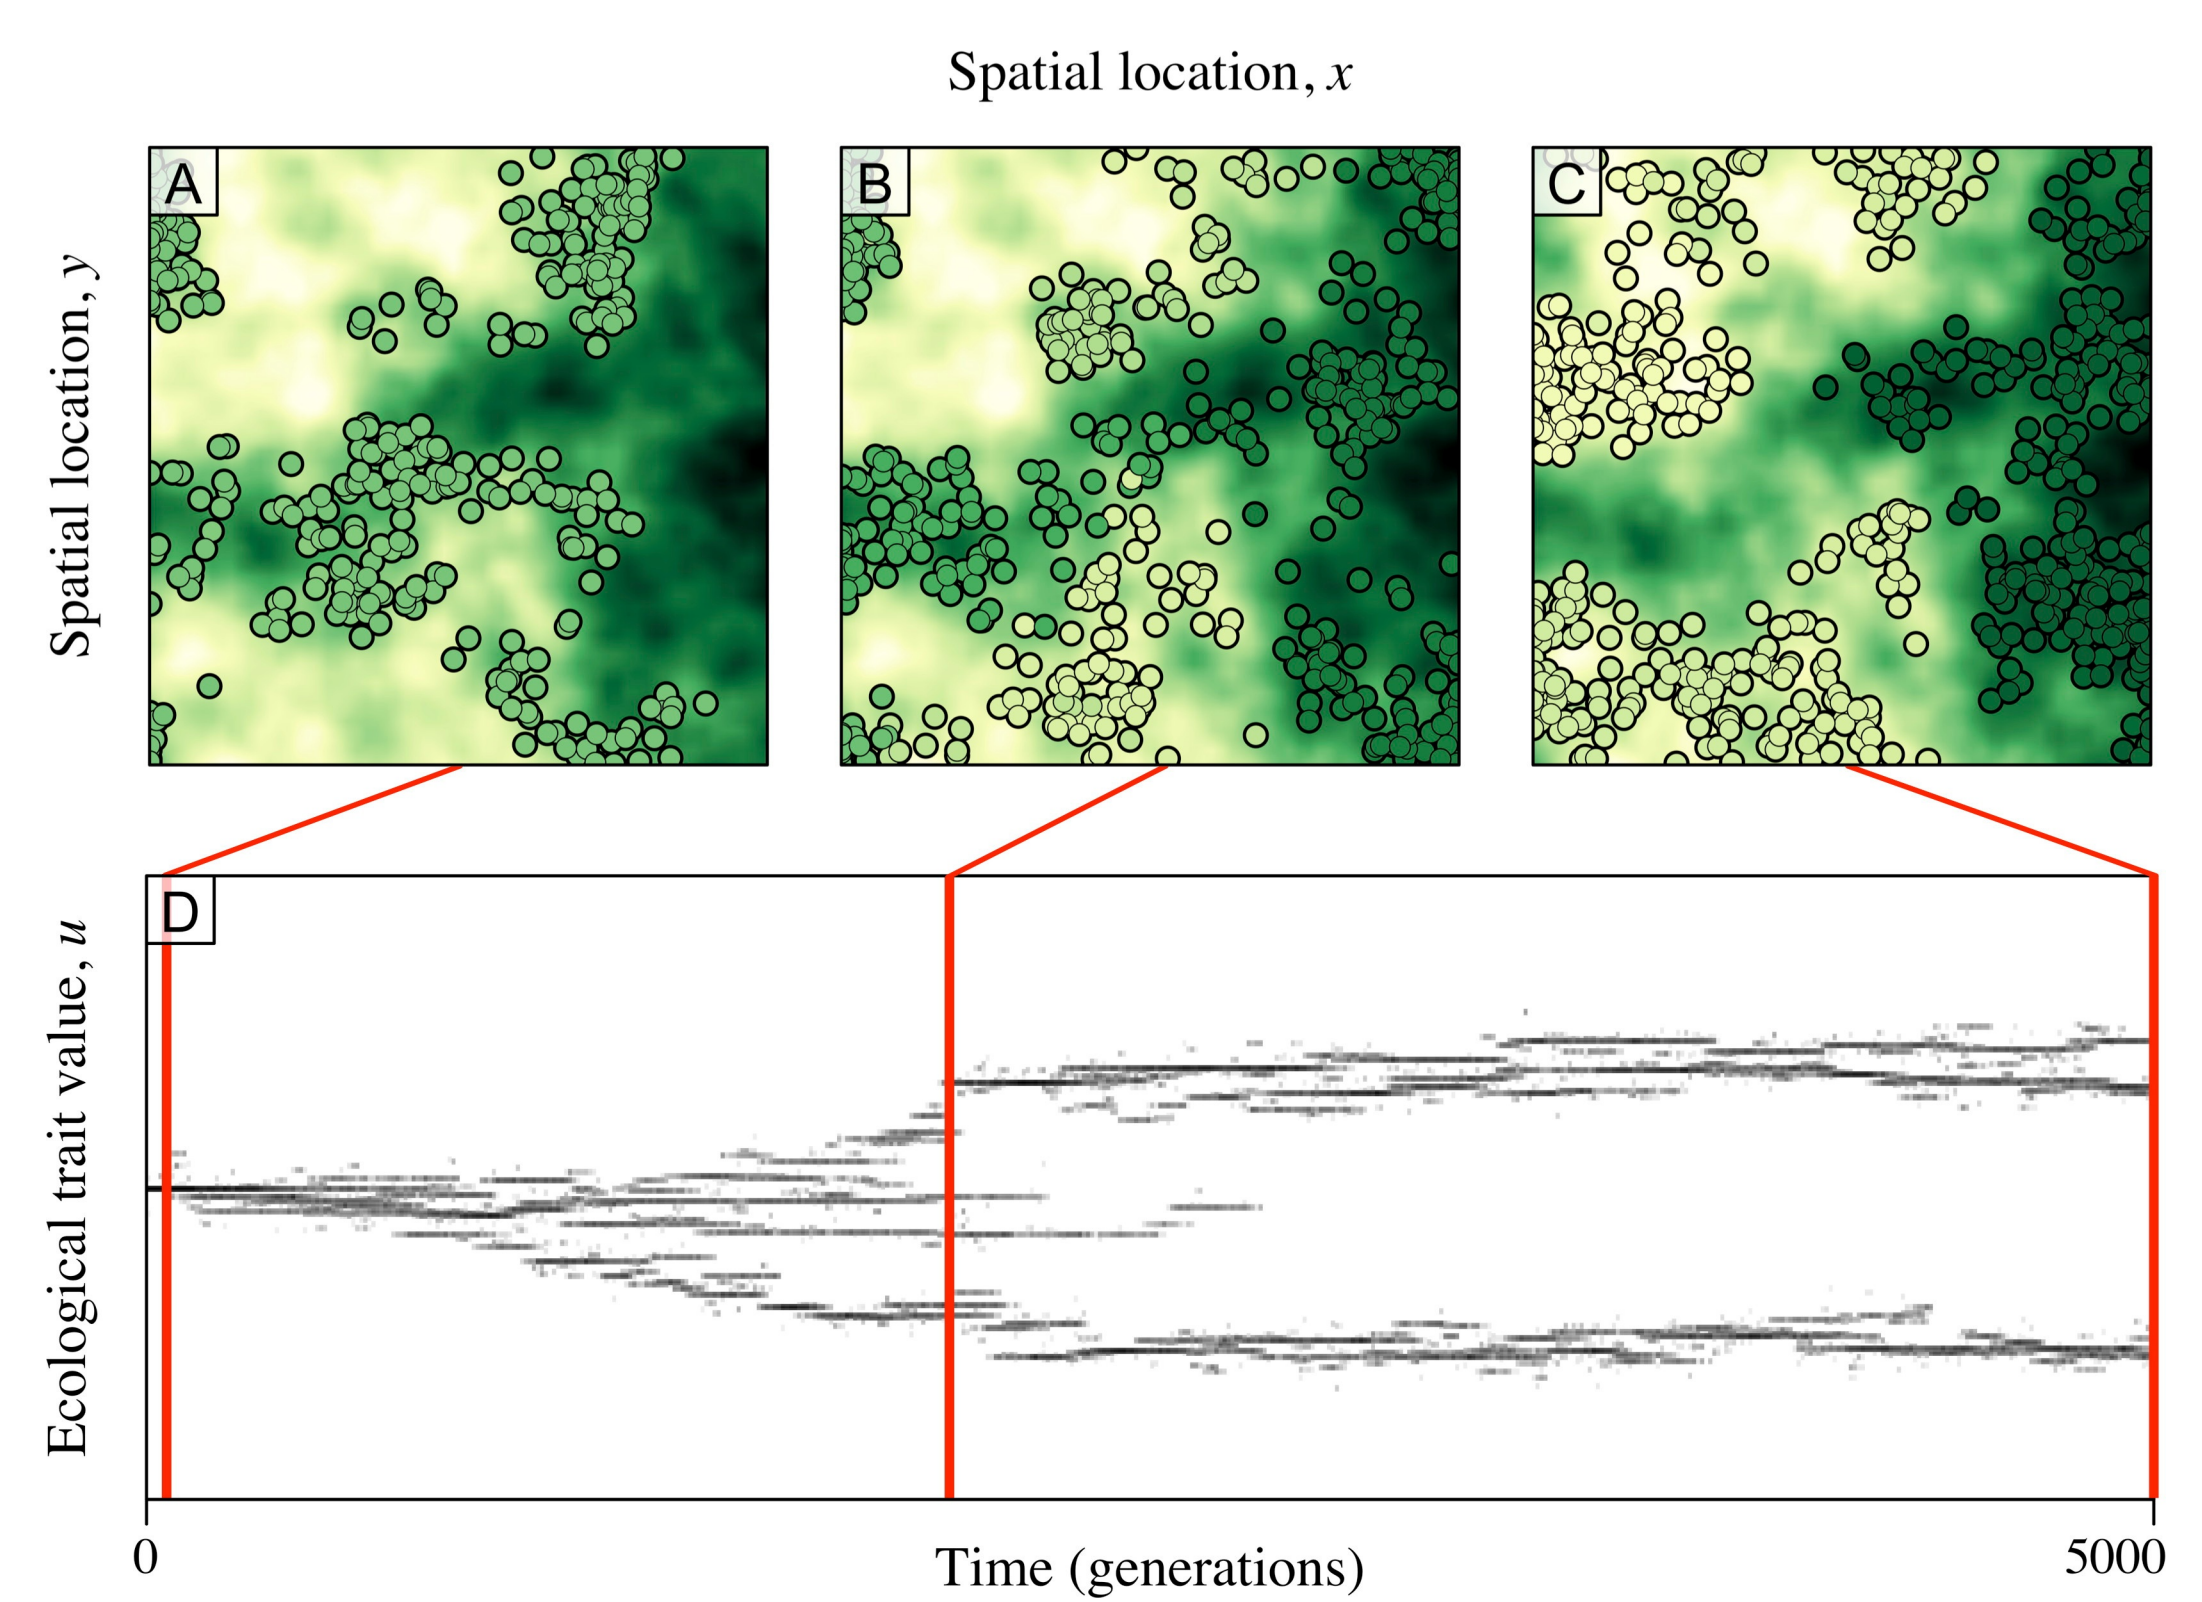 Spatial location, x
Spatial location, y
A
B
C
D
Ecological trait value, u
0
5000
Time (generations)